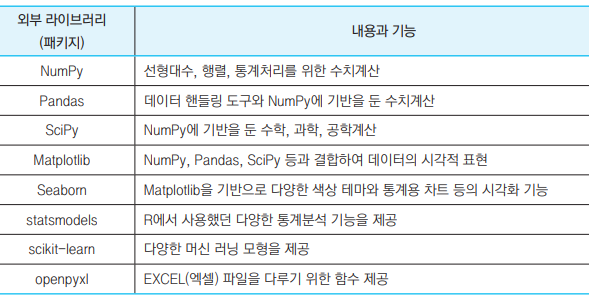 외부 라이브러리
(패키지)
내용과 기능
NumPy 선형대수, 행렬, 통계처리를 위한 수치계산
Pandas 데이터 핸들링 도구와 NumPy에 기반을 둔 수치계산
SciPy NumPy에 기반을 둔 수학, 과학, 공학계산
Matplotlib NumPy, Pandas, SciPy 등과 결합하여 데이터의 시각적 표현
Seaborn Matplotlib을 기반으로 다양한 색상 테마와 통계용 차트 등의 시각화 기능
statsmodels R에서 사용했던 다양한 통계분석 기능을 제공
scikit-learn 다양한 머신 러닝 모형을 제공
openpyxl EXCEL(엑셀) 파일을 다루기 위한 함수 제공